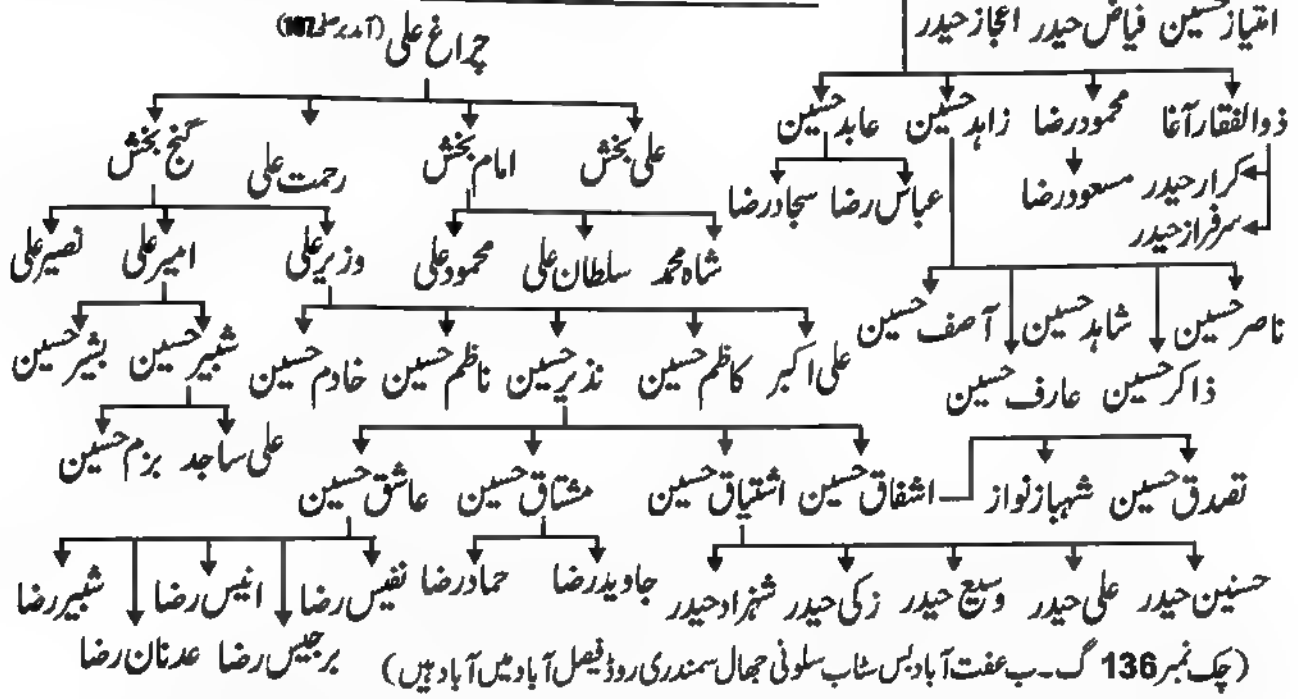 امتیاز حسین فیاض حیدر اعجاز حیدر
ذوالفقار آغا محمود رضا زاہد حسین عابد حسین
کرار حیدر مسعود رضا عباس رضا سجاد رضا
سرفراز حیدر
ناصر حسین شاہد حسین آصف حسین
ذاکر حسین عارف حسین
چراغ علی (آمدبر صفحہ 107)
علی بخش امام بخش رحمت علی گنج بخش
شاہ محمد سلطان علی محمود علی وزیر علی امیر علی نصیر علی
علی اکبر کاظم حسین نذیر حسین ناظم حسین خادم حسین شبیر حسین بشیر حسین
علی ساجد بزم حسین
تصدق حسین شہباز نواز اشفاق حسین اشتیاق حسین مشتاق حسین عاشق حسین
حسنین حیدر علی حیدر وسیع حیدر زکی حیدر شہزاد حیدر جاوید رضا حماد رضا نفیس رضا انیس رضا شبیر رضا
برجیس رضا عدنان رضا
(چک نمبر 136 گ۔ب عفت آباد بس سٹاپ سلونی جھال سمندری روڈ فیصل آباد میں آباد ہیں)